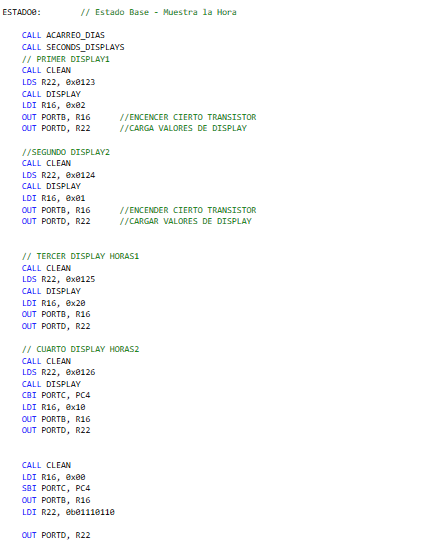 ESTADO0:        // Estado Base - Muestra la Hora
CALL ACARREO_DIAS
CALL SECONDS_DISPLAYS
// PRIMER DISPLAY1
CALL CLEAN
LDS R22, 0x0123
CALL DISPLAY
LDI R16, 0x02
OUT PORTB, R16      //ENCENCER CIERTO TRANSISTOR
OUT PORTD, R22      //CARGA VALORES DE DISPLAY
//SEGUNDO DISPLAY2
CALL CLEAN
LDS R22, 0x0124
CALL DISPLAY
LDI R16, 0x01
OUT PORTB, R16      //ENCENDER CIERTO TRANSISTOR
OUT PORTD, R22      //CARGAR VALORES DE DISPLAY
// TERCER DISPLAY HORAS1
CALL CLEAN
LDS R22, 0x0125
CALL DISPLAY
LDI R16, 0x20
OUT PORTB, R16
OUT PORTD, R22
// CUARTO DISPLAY HORAS2
CALL CLEAN
LDS R22, 0x0126
CALL DISPLAY
CBI PORTC, PC4
LDI R16, 0x10
OUT PORTB, R16
OUT PORTD, R22
CALL CLEAN
LDI R16, 0x00
SBI PORTC, PC4
OUT PORTB, R16
LDI R22, 0b01110110
OUT PORTD, R22